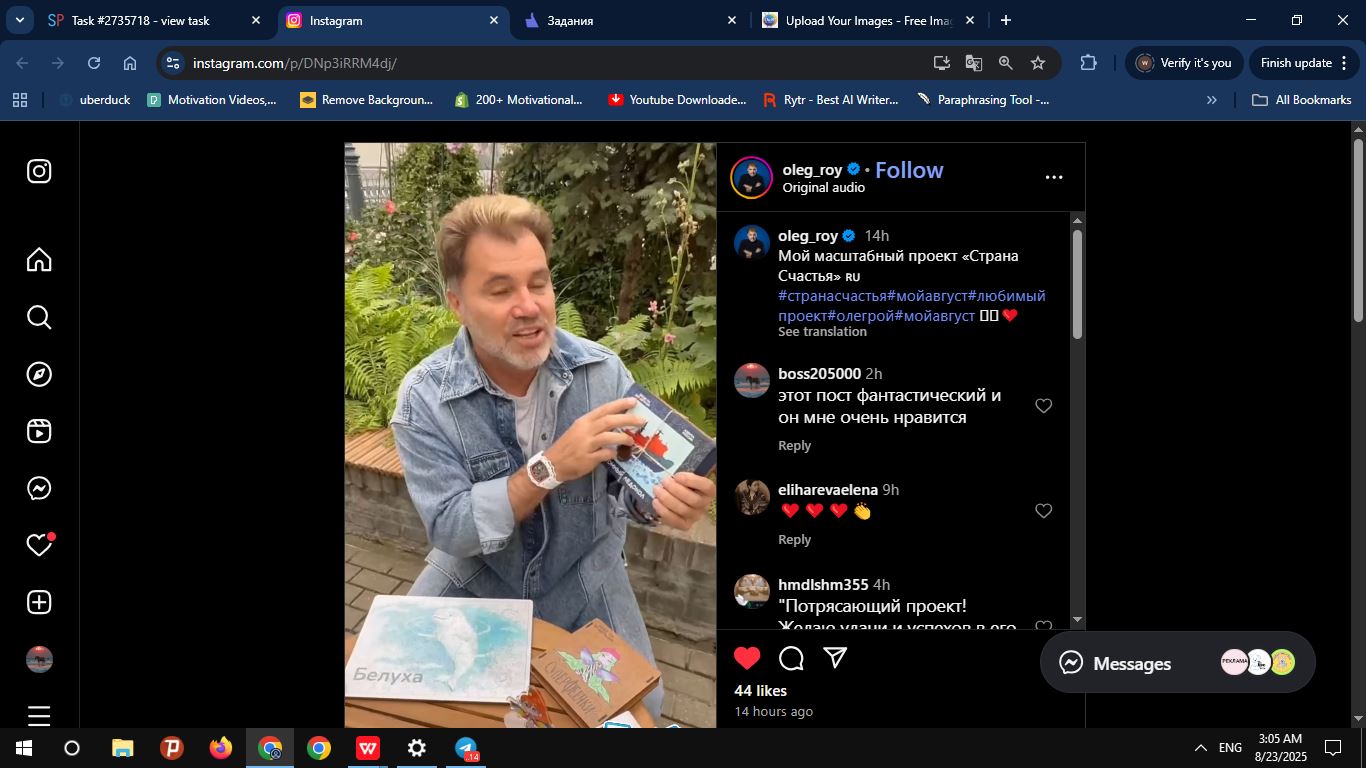 Task #2735718 - view task
Instagram
Задания
Upload Your Images - Free Ima
instagram.com/p/DNp3iRRM4dj/
W
Verify it's you
Finish update
uberduck
Motivation Videos,...
Remove Backgroun...
200+ Motivational...
Youtube Downloade...
Rytr - Best AI Writer...
Paraphrasing Tool -...
»
All Bookmarks
oleg_roy • Follow
Original audio
oleg_roy 14h
Мой масштабный проект «Страна
Счастья» RU
#странасчастья#мойавгуст#любимый
проект#олегрой#мойавгуст
See translation
boss205000 2h
этот пост фантастический и
он мне очень нравится
Reply
eliharevaelena 9h
Reply
hmdlshm355 4h
"Потрясающий проект!
Желаю удачи и успехов в его
44 likes
14 hours ago
Messages
РЕКЛАМА
Белуха
ENG
3:05 AM
8/23/2025
..14